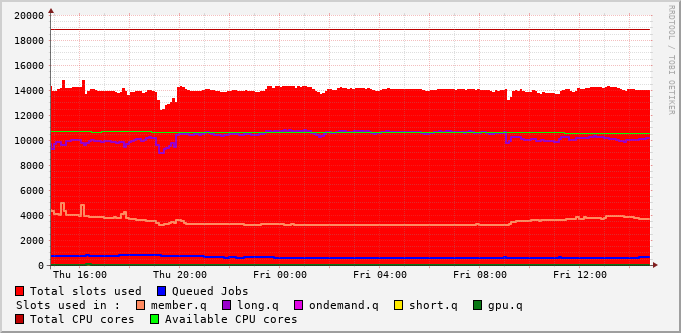 20000
18000
16000
14000
12000
10000
8000
6000
4000
2000
0
Thu 16:00 Thu 20:00 Fri 00:00 Fri 04:00 Fri 08:00 Fri 12:00
RRDTOOL / TOBI OETIKER
Total slots used Queued Jobs
Slots used in : member.q long.q ondemand.q short.q gpu.q
Total CPU cores Available CPU cores